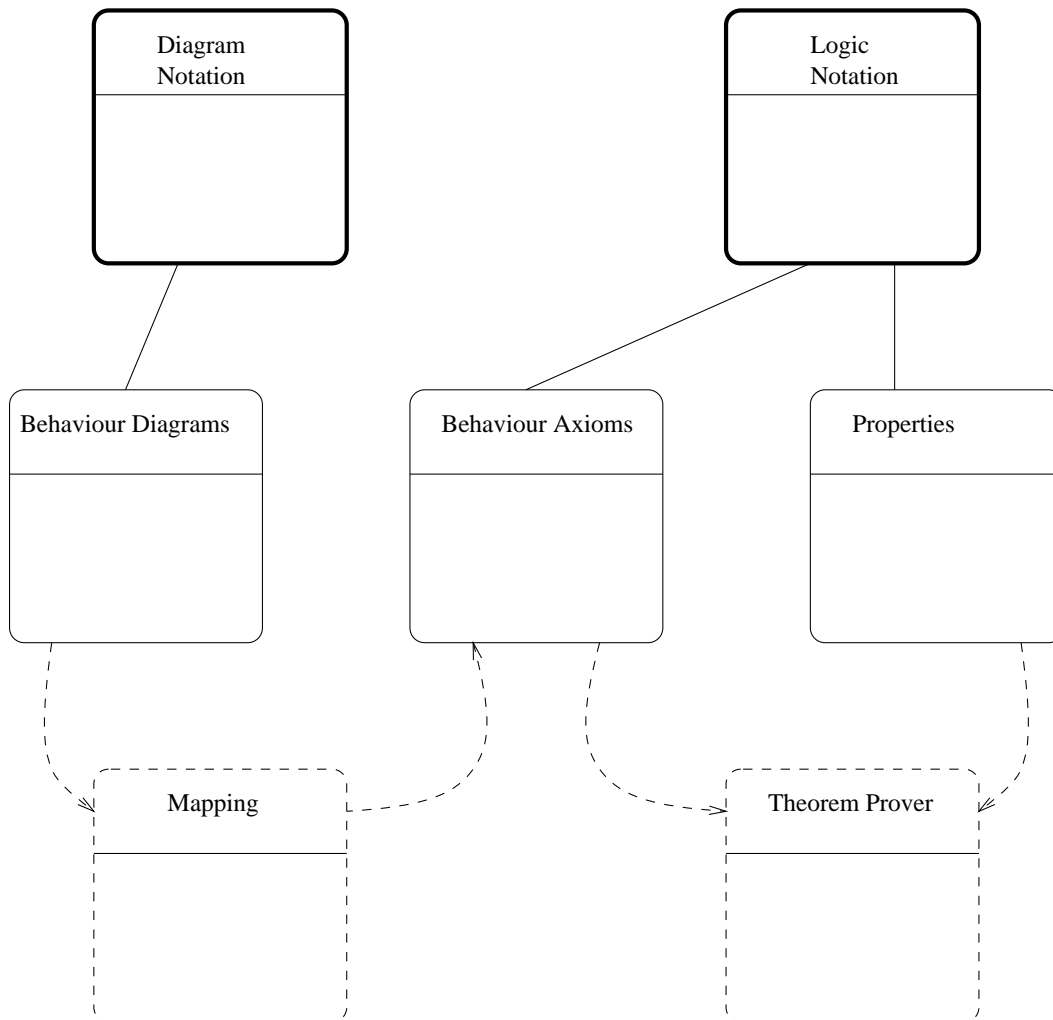 Diagram
Notation
Logic
Notation
Behaviour Diagrams
Behaviour Axioms
Properties
Mapping
Theorem Prover